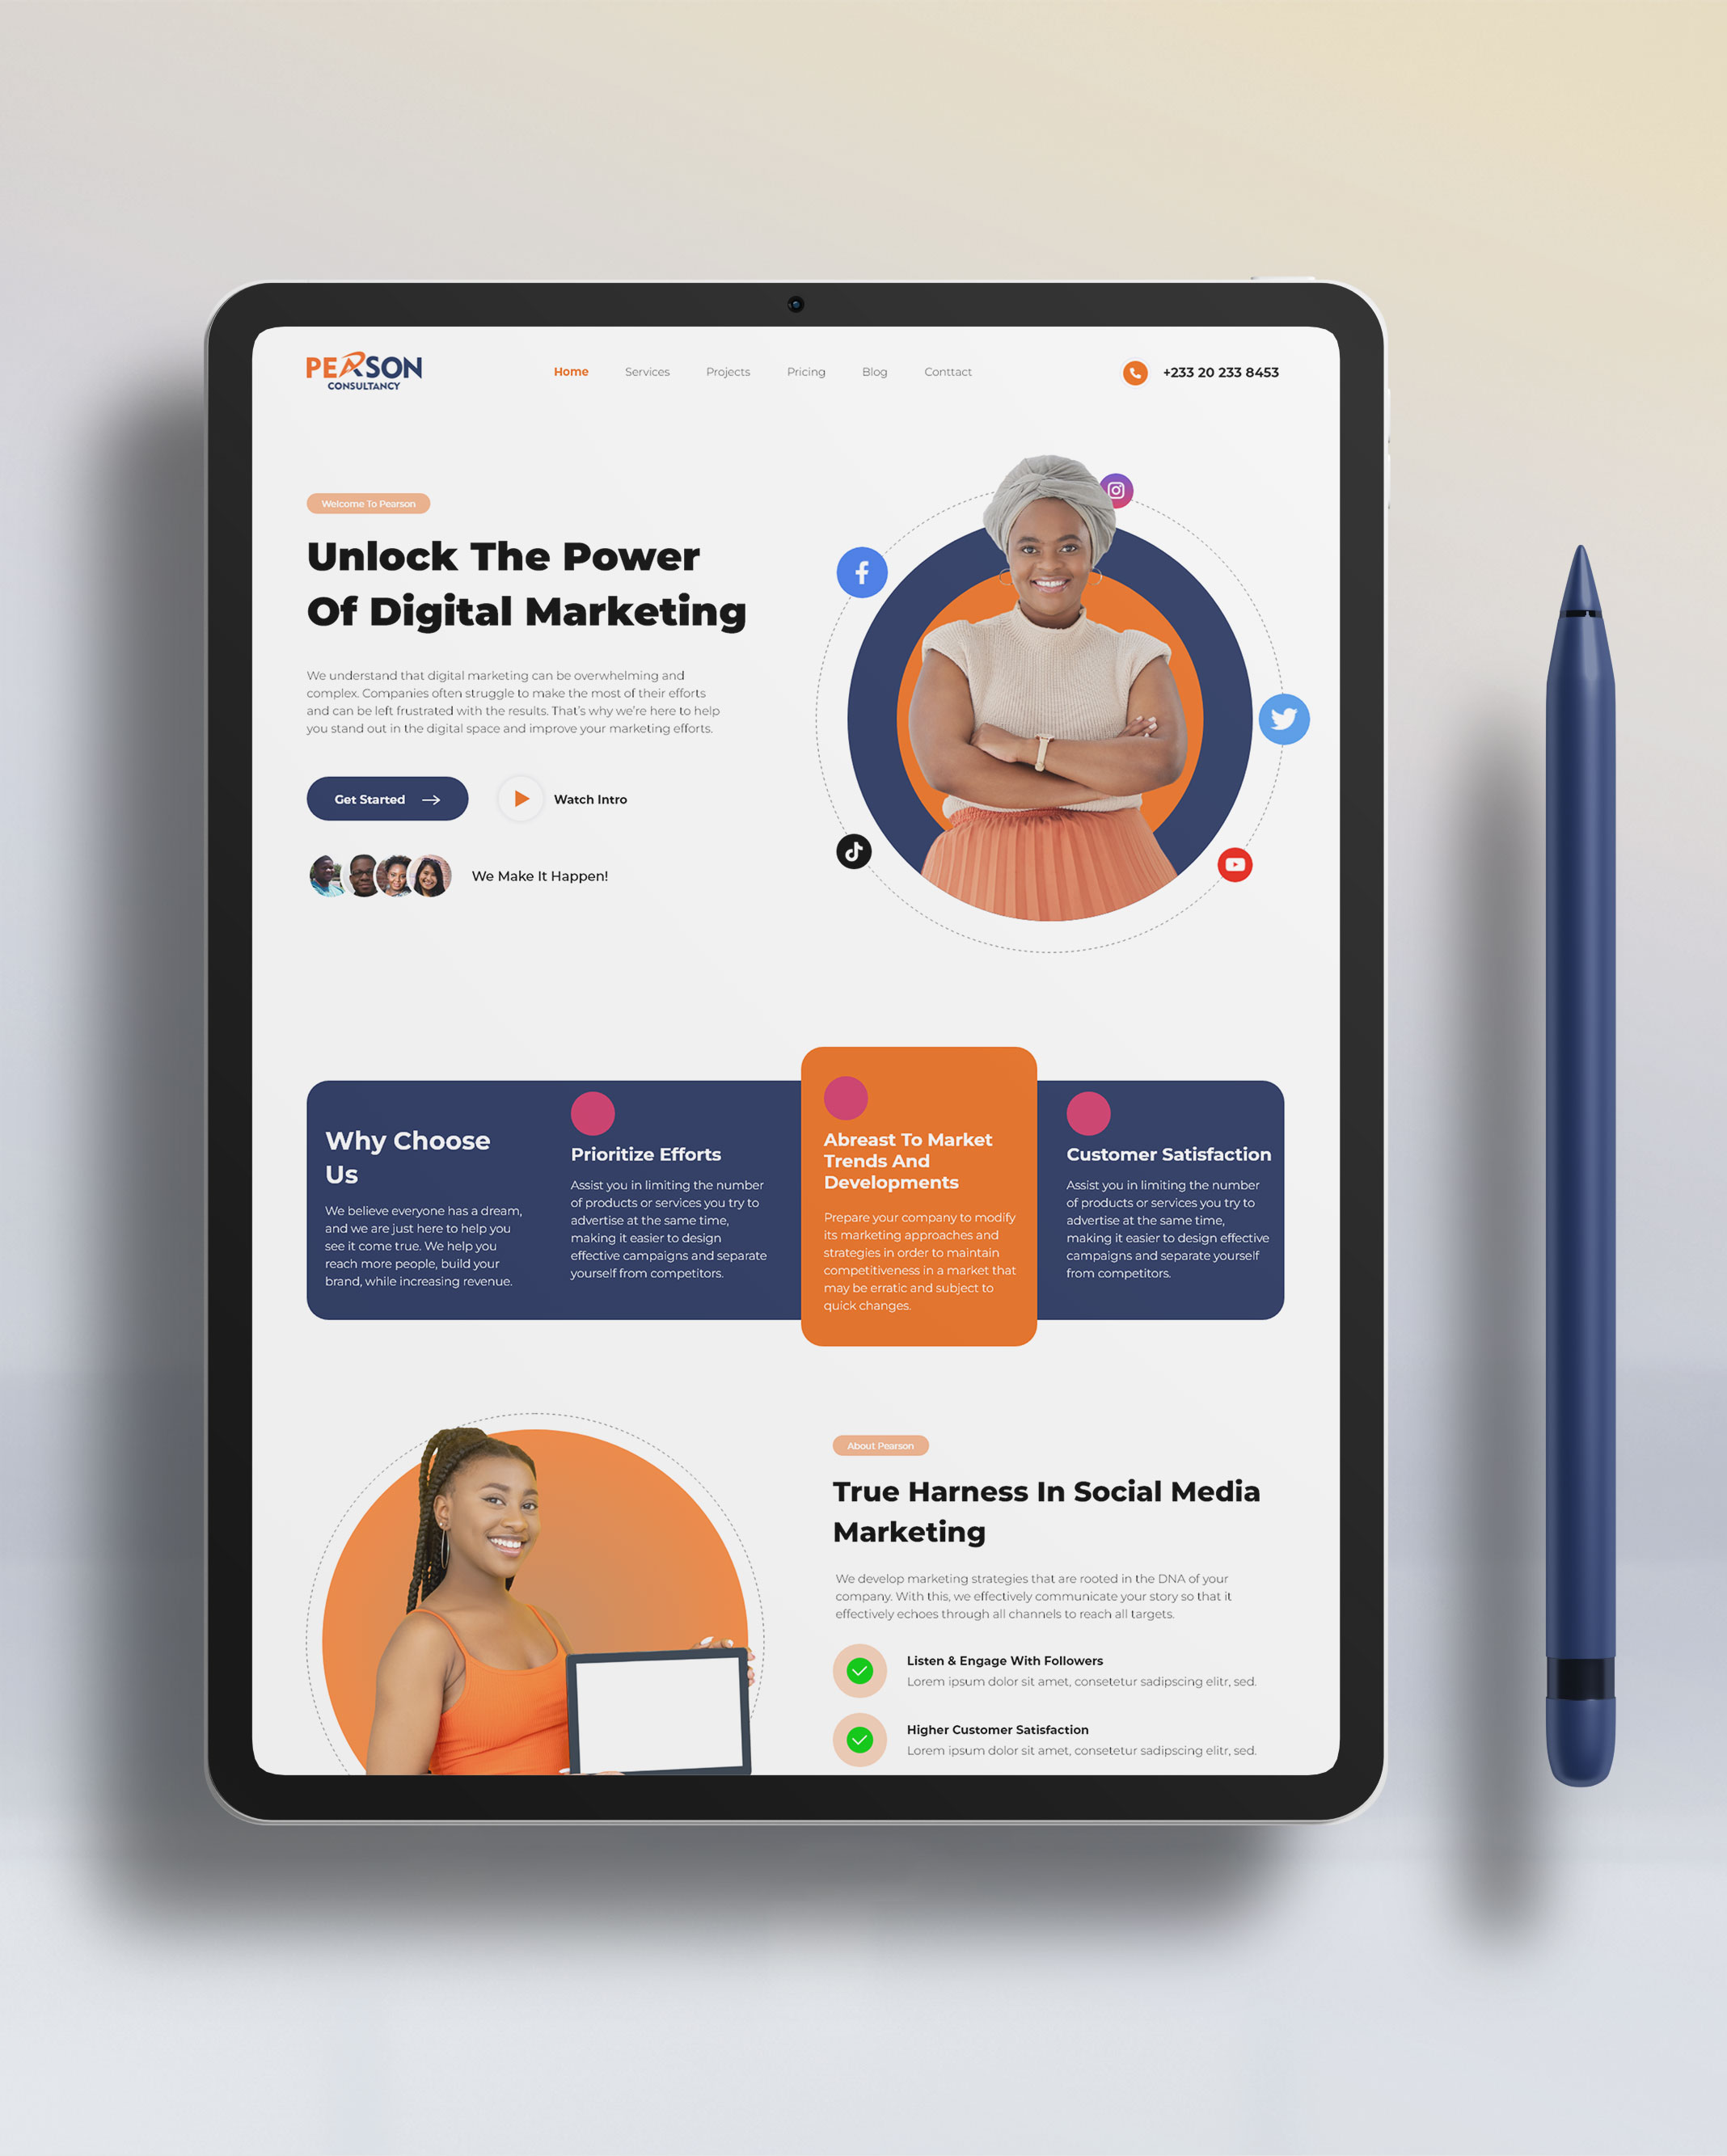 PEARSON
CONSULTANCY
Home Services Projects Pricing Blog Conttact
+233 20 233 8453
Welcome To Pearson
Unlock The Power
Of Digital Marketing
We understand that digital marketing can be overwhelming and
complex. Companies often struggle to make the most of their efforts
and can be left frustrated with the results. That's why we're here to help
you stand out in the digital space and improve your marketing efforts.
Get Started
Watch Intro
We Make It Happen!
Why Choose
Us
We believe everyone has a dream,
and we are just here to help you
see it come true. We help you
reach more people, build your
brand, while increasing revenue.
Prioritize Efforts
Assist you in limiting the number
of products or services you try to
advertise at the same time,
making it easier to design
effective campaigns and separate
yourself from competitors.
Abreast To Market
Trends And
Developments
Prepare your company to modify
its marketing approaches and
strategies in order to maintain
competitiveness in a market that
may be erratic and subject to
quick changes.
Customer Satisfaction
Assist you in limiting the number
of products or services you try to
advertise at the same time,
making it easier to design effective
campaigns and separate yourself
from competitors.
About Pearson
True Harness In Social Media
Marketing
We develop marketing strategies that are rooted in the DNA of your
company. With this, we effectively communicate your story so that it
effectively echoes through all channels to reach all targets.
Listen & Engage With Followers
Lorem ipsum dolor sit amet, consetetur sadipscing elitr, sed.
Higher Customer Satisfaction
Lorem ipsum dolor sit amet, consetetur sadipscing elitr, sed.